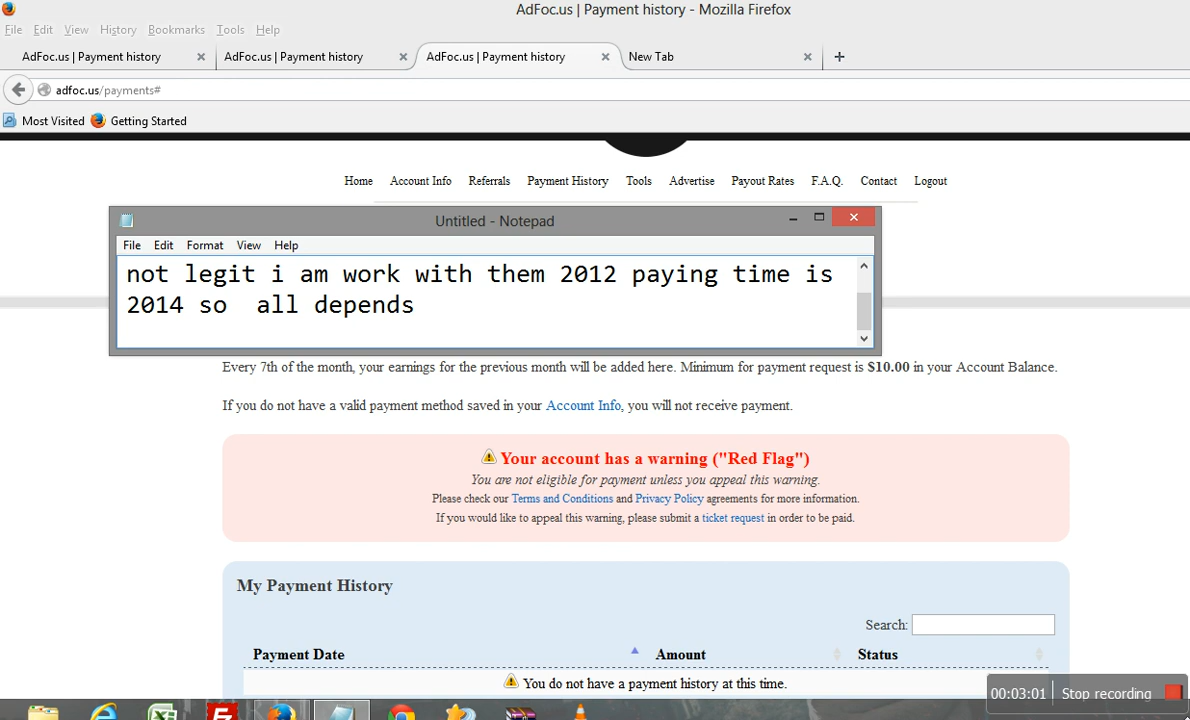 AdFoc.us | Payment history - Mozilla Firefox
File Edit View History Bookmarks Tools Help
AdFoc.us | Payment history AdFoc.us | Payment history AdFoc.us | Payment history New Tab
adfoc.us/payments#
Most Visited Getting Started
Home Account Info Referrals Payment History Tools Advertise Payout Rates F.A.Q. Contact Logout
Untitled - Notepad
File Edit Format View Help
not legit i am work with them 2012 paying time is
2014 so all depends
Every 7th of the month, your earnings for the previous month will be added here. Minimum for payment request is $10.00 in your Account Balance.
If you do not have a valid payment method saved in your Account Info, you will not receive payment.
Your account has a warning ("Red Flag")
You are not eligible for payment unless you appeal this warning.
Please check our Terms and Conditions and Privacy Policy agreements for more information.
If you would like to appeal this warning, please submit a ticket request in order to be paid.
My Payment History
Search:
Payment Date Amount Status
You do not have a payment history at this time.
00:03:01 Stop recording